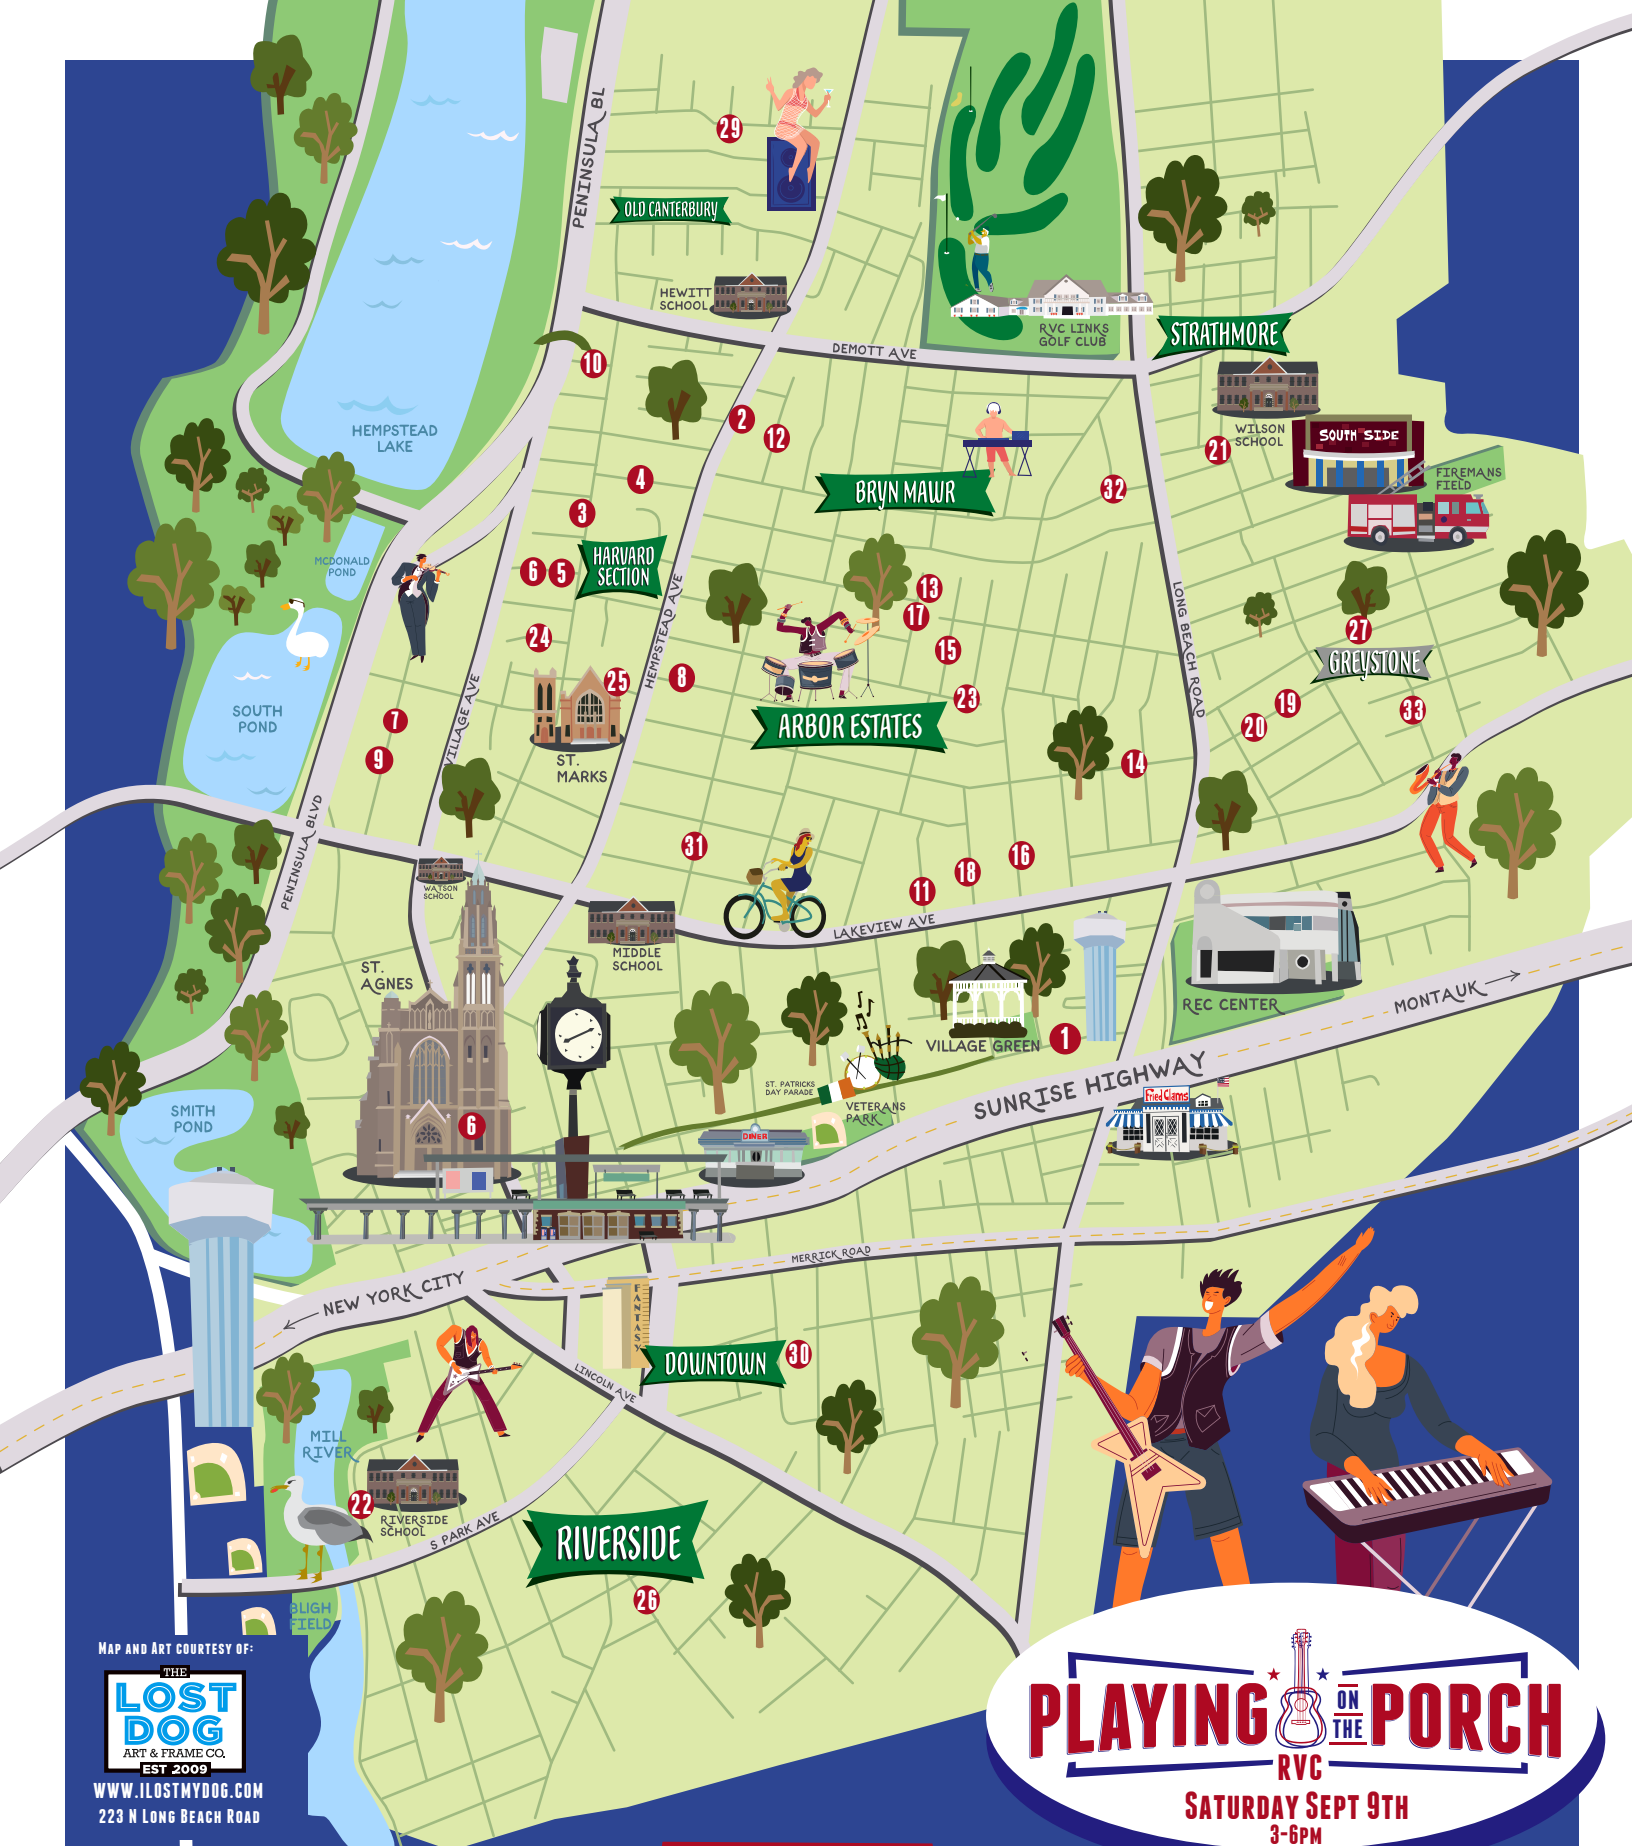 PENINSULA BL
29
OLD CANTERBURY
HEWITT
SCHOOL
DEMOTT AVE
RVC LINKS
GOLF CLUB
STRATHMORE
10
2
12
HEMPSTEAD
LAKE
WILSON
SCHOOL
21
SOUTH SIDE
FIREMANS
FIELD
4
3
BRYN MAWR
32
MCDONALD
POND
6
5
HARVARD
SECTION
HEMPSTEAD AVE
13
17
LONG BEACH ROAD
27
GREYSTONE
24
25
8
15
23
19
20
33
SOUTH
POND
7
9
VILLAGE AVE
ST.
MARKS
ARBOR ESTATES
14
PENINSULA BLVD
31
16
18
11
WATSON
SCHOOL
LAKEVIEW AVE
MIDDLE
SCHOOL
ST.
AGNES
REC CENTER
MONTAUK
VILLAGE GREEN
1
ST. PATRICKS
DAY PARADE
VETERANS
PARK
SUNRISE HIGHWAY
Fried Clams
SMITH
POND
6
DINER
MERRICK ROAD
NEW YORK CITY
FANTASY
DOWNTOWN
30
LINCOLN AVE
MILL
RIVER
22
RIVERSIDE
SCHOOL
S PARK AVE
RIVERSIDE
26
BLIGH
FIELD
MAP AND ART COURTESY OF:
THE
LOST
DOG
ART & FRAME CO.
EST 2009
WWW.ILOSTMYDOG.COM
223 N LONG BEACH ROAD
PLAYING ON THE PORCH
RVC
SATURDAY SEPT 9TH
3-6PM